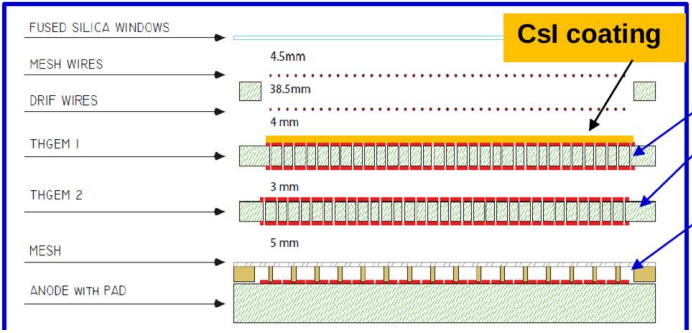 FUSED SILICA WINDOWS
CsI coating
MESH WIRES
4.5mm
38.5mm
DRIF WIRES
4 mm
THGEM I
3 mm
THGEM 2
5 mm
MESH
ANODE WITH PAD